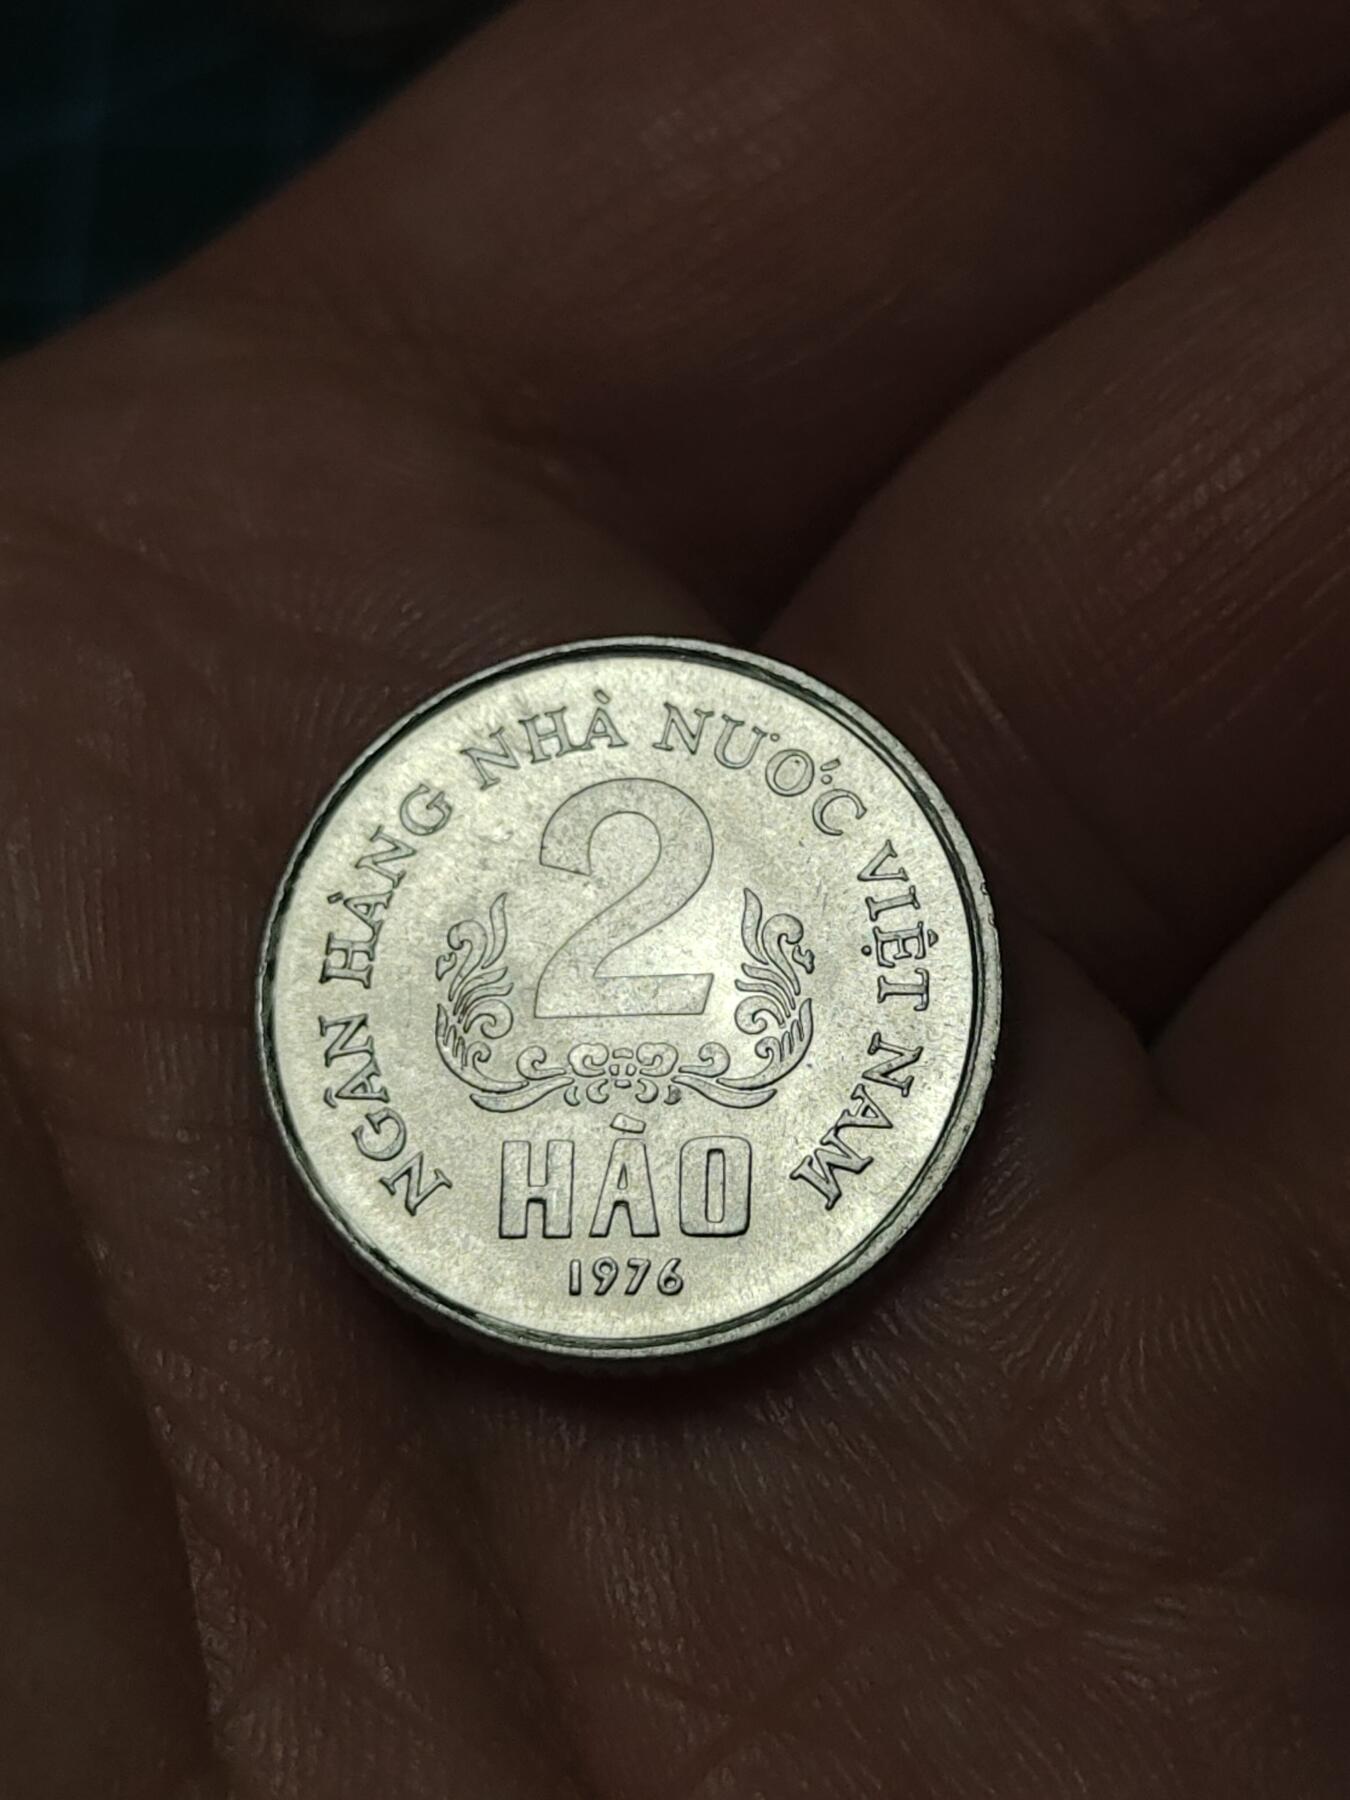 NGÂN HÀNG NHÀ NƯỚC VIỆT NAM
2
HÀO
1976